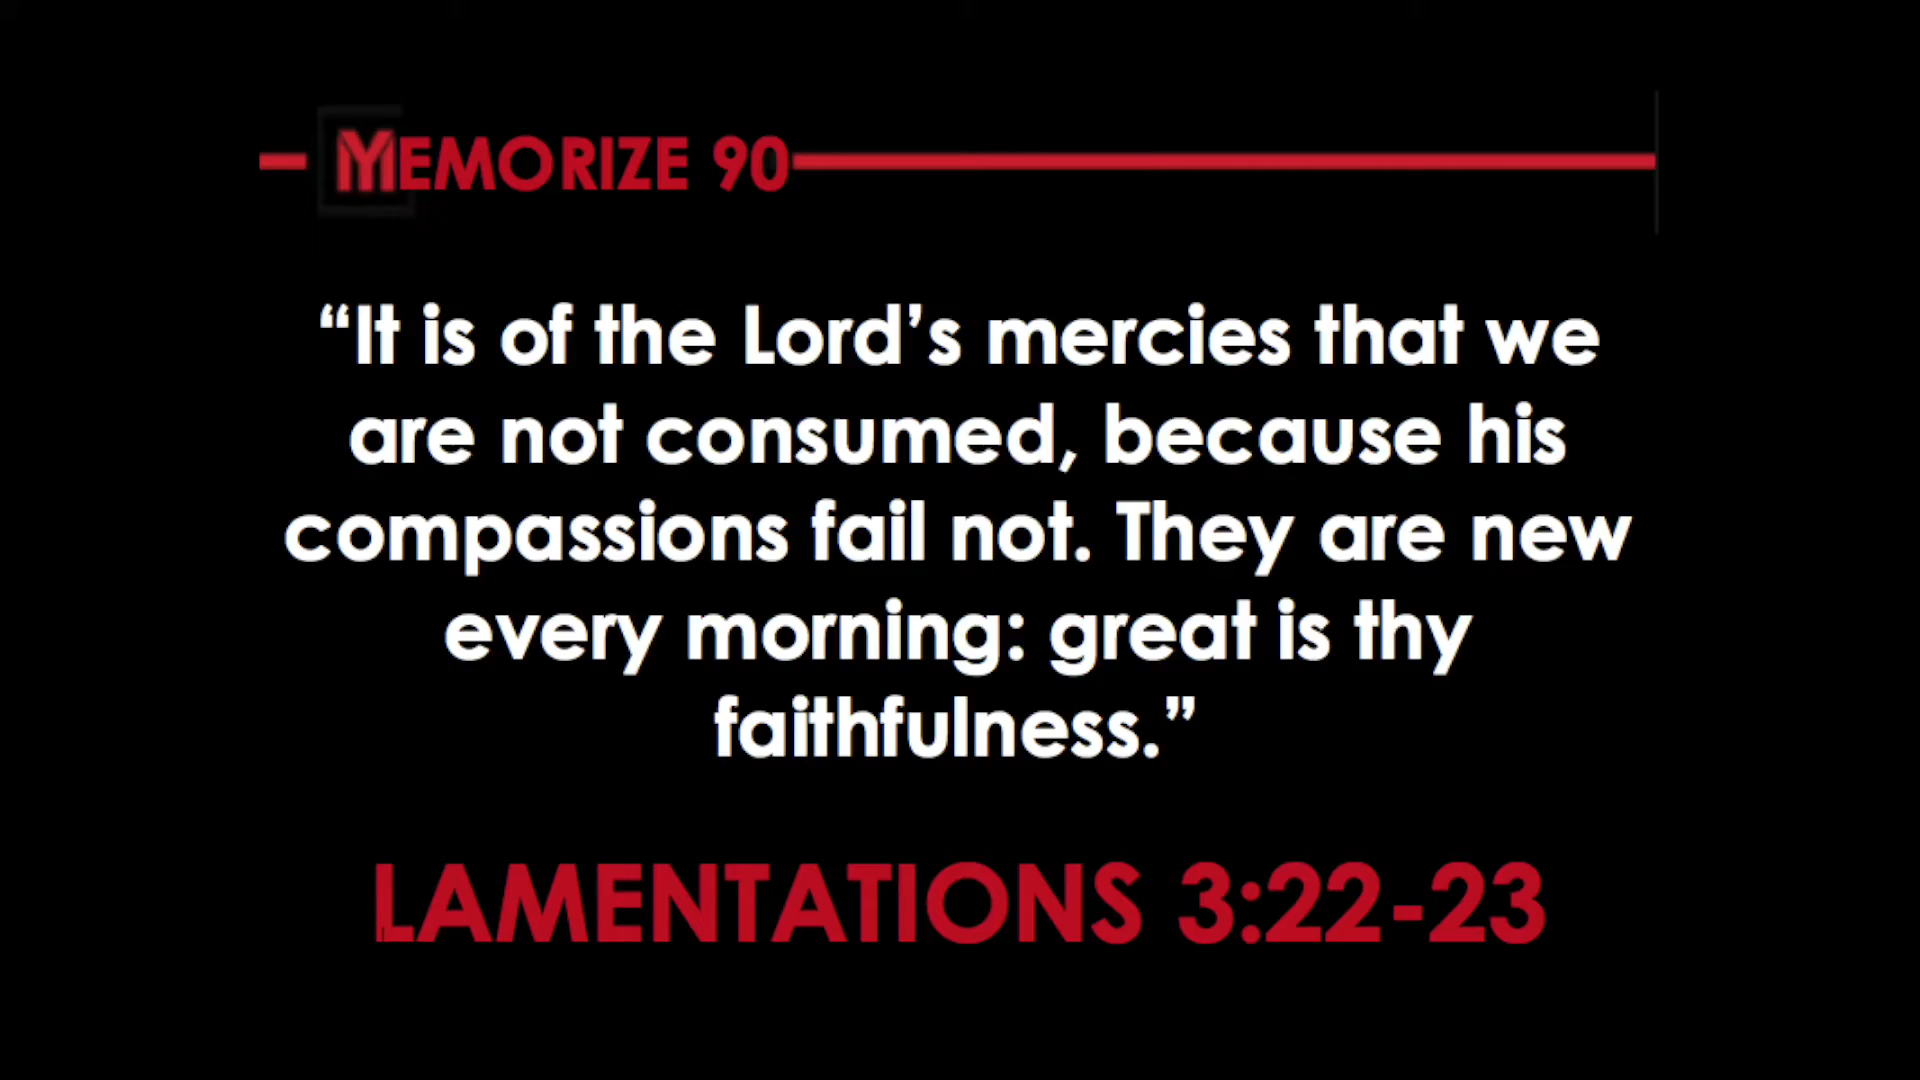 MEMORIZE 90
“It is of the Lord’s mercies that we
are not consumed, because his
compassions fail not. They are new
every morning: great is thy
faithfulness.”
LAMENTATIONS 3:22-23